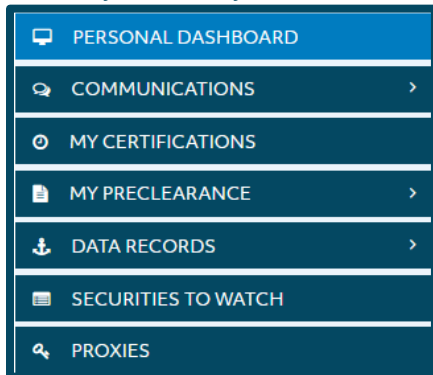 PERSONAL DASHBOARD
COMMUNICATIONS
MY CERTIFICATIONS
MY PRECLEARANCE
DATA RECORDS
SECURITIES TO WATCH
PROXIES